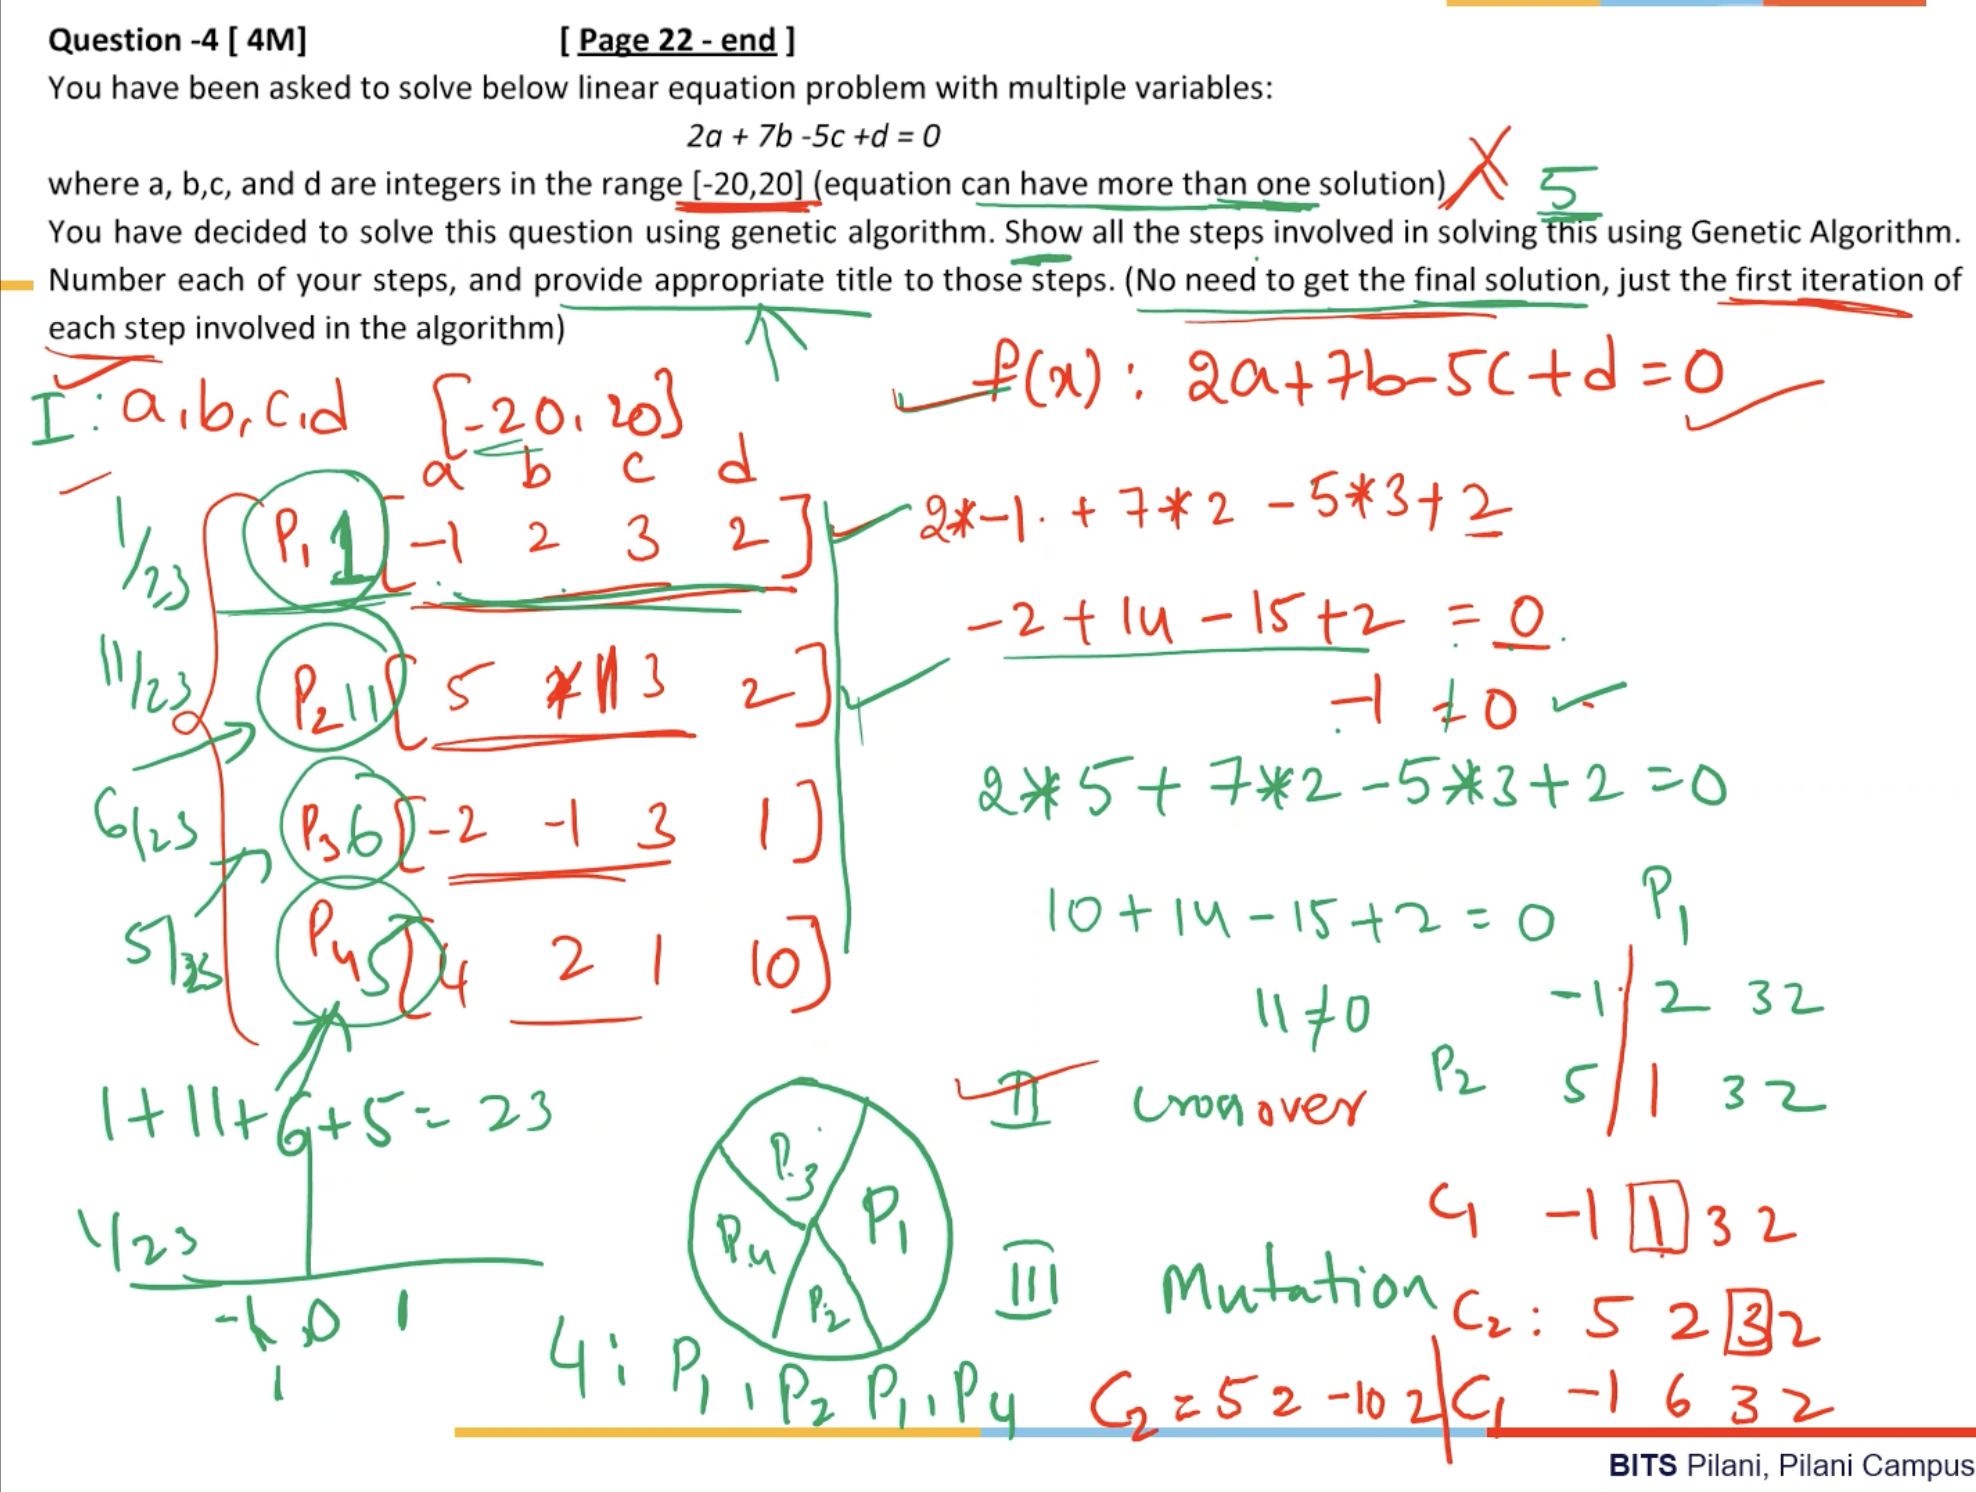 Question -4 [ 4M] [ Page 22 - end ]
You have been asked to solve below linear equation problem with multiple variables:
2a + 7b -5c +d = 0
where a, b,c, and d are integers in the range [-20,20] (equation can have more than one solution) X 5
You have decided to solve this question using genetic algorithm. Show all the steps involved in solving this using Genetic Algorithm.
Number each of your steps, and provide appropriate title to those steps. (No need to get the final solution, just the first iteration of
each step involved in the algorithm)
f(x) : 2a+7b-5c+d=0
I : a,b,c,d [-20, 20]
a b c d
1/23 P1 1 [-1 2 3 2]
2*-1 + 7*2 - 5*3+2
-2 + 14 - 15+2 = 0
11/23 P2 11 [ 5 1 3 2]
-1 ≠0
2*5+7*2-5*3+2=0
6/23 P3 6 [-2 -1 3 1]
10+14-15+2=0
P4 5 [4 2 1 10]
11≠0
P1 -1 2 32
P2 5 1 32
1+11+6+5= 23
II crossover
P3 P1 P4 P2
C1 -1 1 3 2
1/23
III Mutation
C2: 5 2 3 2
-1 0 1
1
4: P1, P2 P1, P4
C2 = 5 2 -10 2 C1 -1 6 3 2
BITS Pilani, Pilani Campus